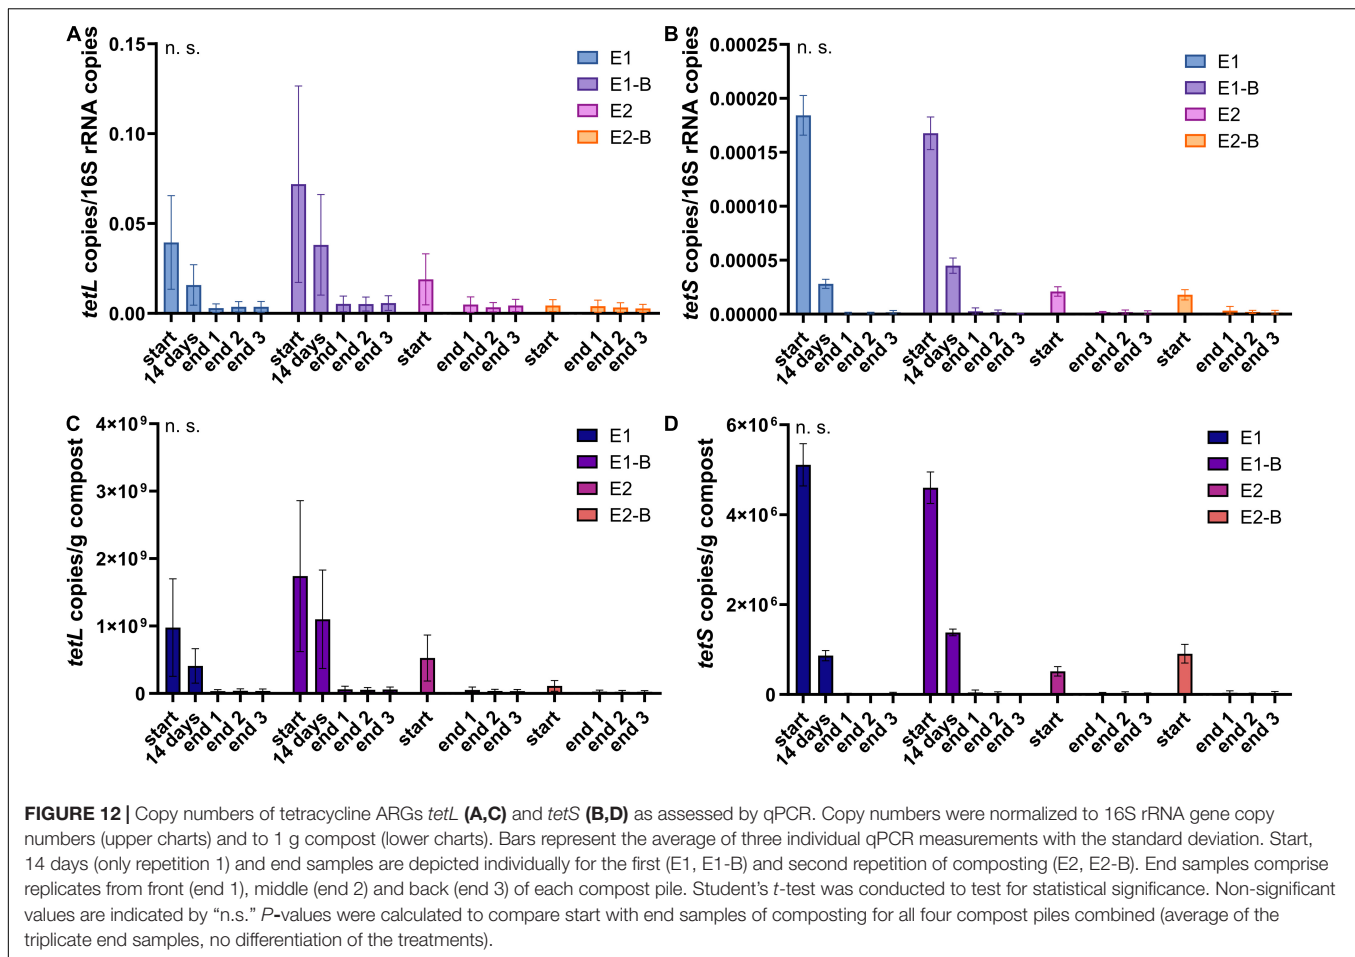 A
n. s.
0.15
0.10
0.05
0.00
tetL copies/16S rRNA copies
start
14 days
end 1
end 2
end 3
start
14 days
end 1
end 2
end 3
start
end 1
end 2
end 3
start
end 1
end 2
end 3
E1
E1-B
E2
E2-B
B
n. s.
0.00025
0.00020
0.00015
0.00010
0.00005
0.00000
tetS copies/16S rRNA copies
start
14 days
end 1
end 2
end 3
start
14 days
end 1
end 2
end 3
start
end 1
end 2
end 3
start
end 1
end 2
end 3
E1
E1-B
E2
E2-B
C
n. s.
4×10⁹
3×10⁹
2×10⁹
1×10⁹
0
tetL copies/g compost
start
14 days
end 1
end 2
end 3
start
14 days
end 1
end 2
end 3
start
end 1
end 2
end 3
start
end 1
end 2
end 3
E1
E1-B
E2
E2-B
D
n. s.
6×10⁶
4×10⁶
2×10⁶
0
tetS copies/g compost
start
14 days
end 1
end 2
end 3
start
14 days
end 1
end 2
end 3
start
end 1
end 2
end 3
start
end 1
end 2
end 3
E1
E1-B
E2
E2-B
FIGURE 12 | Copy numbers of tetracycline ARGs tetL (A,C) and tetS (B,D) as assessed by qPCR. Copy numbers were normalized to 16S rRNA gene copy
numbers (upper charts) and to 1 g compost (lower charts). Bars represent the average of three individual qPCR measurements with the standard deviation. Start,
14 days (only repetition 1) and end samples are depicted individually for the first (E1, E1-B) and second repetition of composting (E2, E2-B). End samples comprise
replicates from front (end 1), middle (end 2) and back (end 3) of each compost pile. Student's t-test was conducted to test for statistical significance. Non-significant
values are indicated by “n.s.” P-values were calculated to compare start with end samples of composting for all four compost piles combined (average of the
triplicate end samples, no differentiation of the treatments).